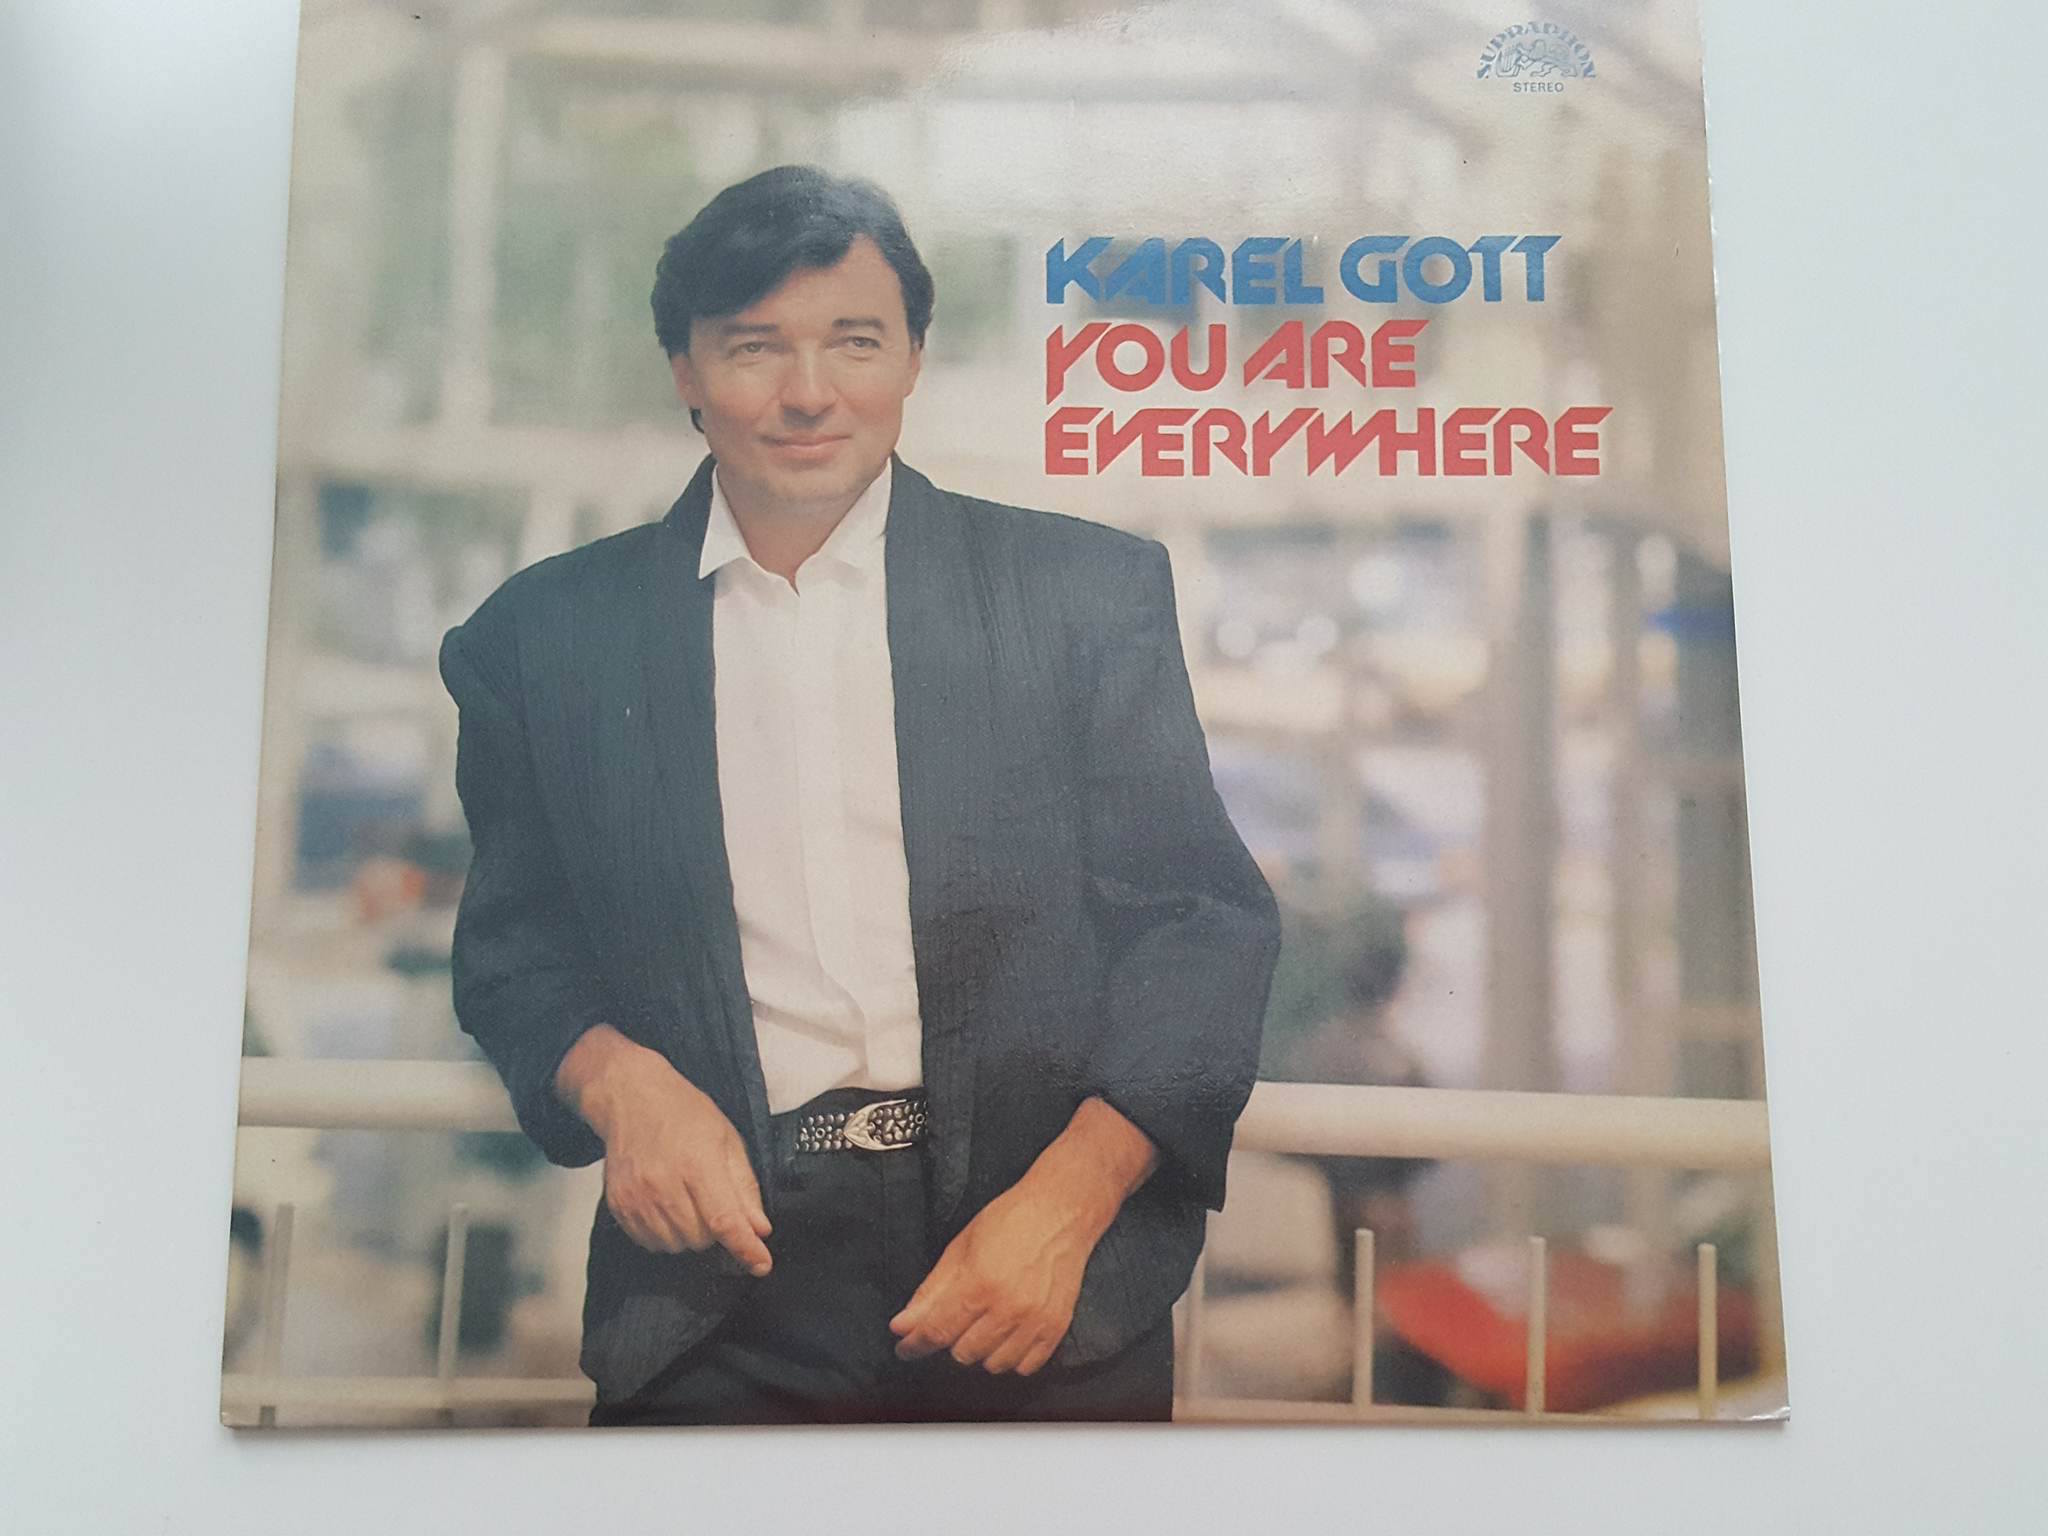 SUPRAPHON
STEREO
KAREL GOTT
YOU ARE
EVERYWHERE